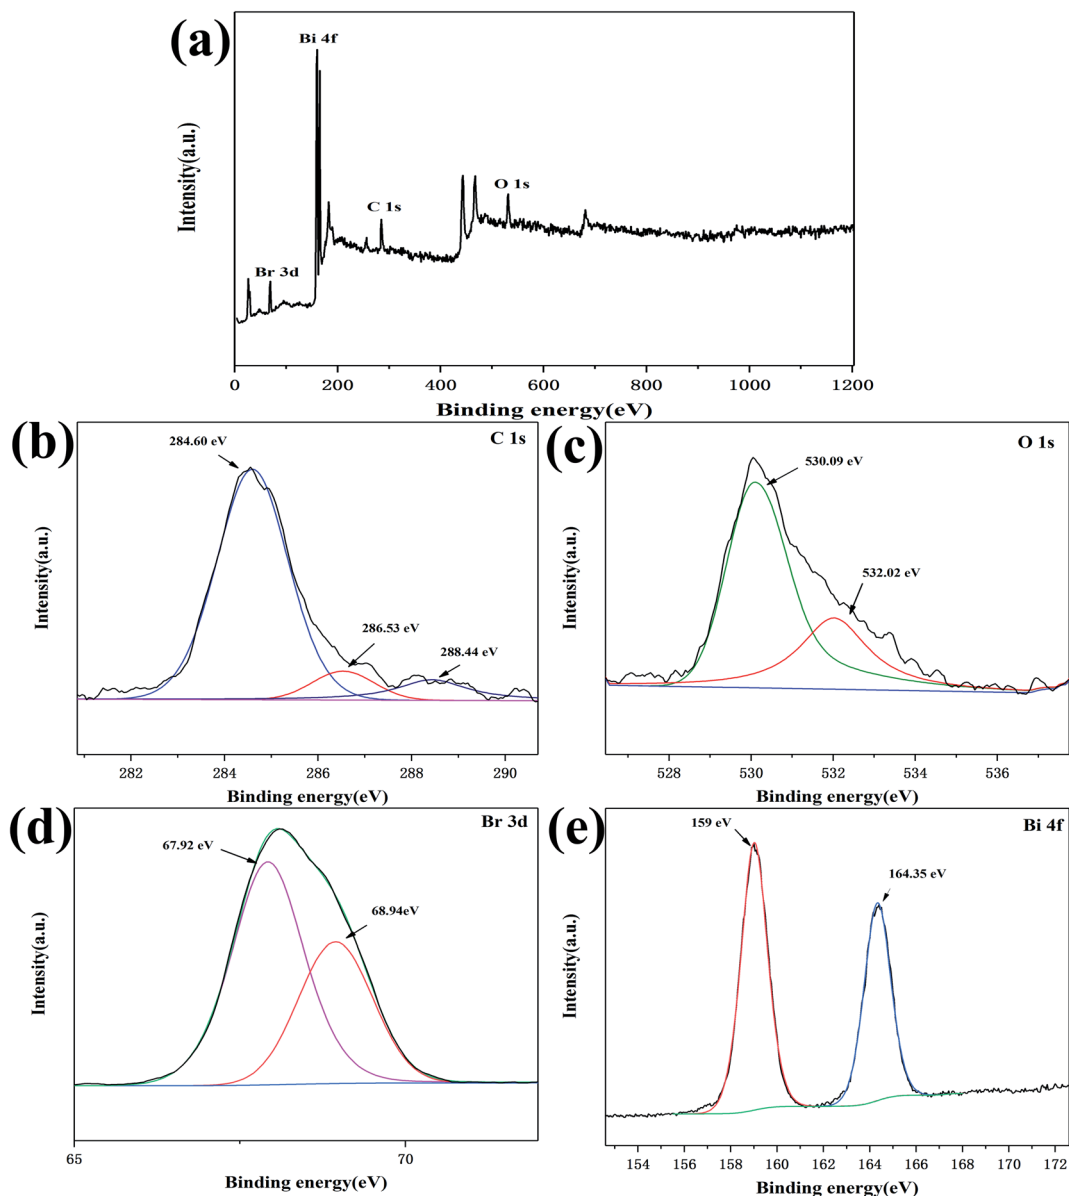 (a)
Bi 4f
C 1s
O 1s
Br 3d
Intensity(a.u.)
0 200 400 600 800 1000 1200
Binding energy(eV)
(b)
C 1s
284.60 eV
286.53 eV
288.44 eV
Intensity(a.u.)
282 284 286 288 290
Binding energy(eV)
(c)
O 1s
530.09 eV
532.02 eV
Intensity(a.u.)
528 530 532 534 536
Binding energy(eV)
(d)
Br 3d
67.92 eV
68.94eV
Intensity(a.u.)
65 70
Binding energy(eV)
(e)
Bi 4f
159 eV
164.35 eV
Intensity(a.u.)
154 156 158 160 162 164 166 168 170 172
Binding energy(eV)